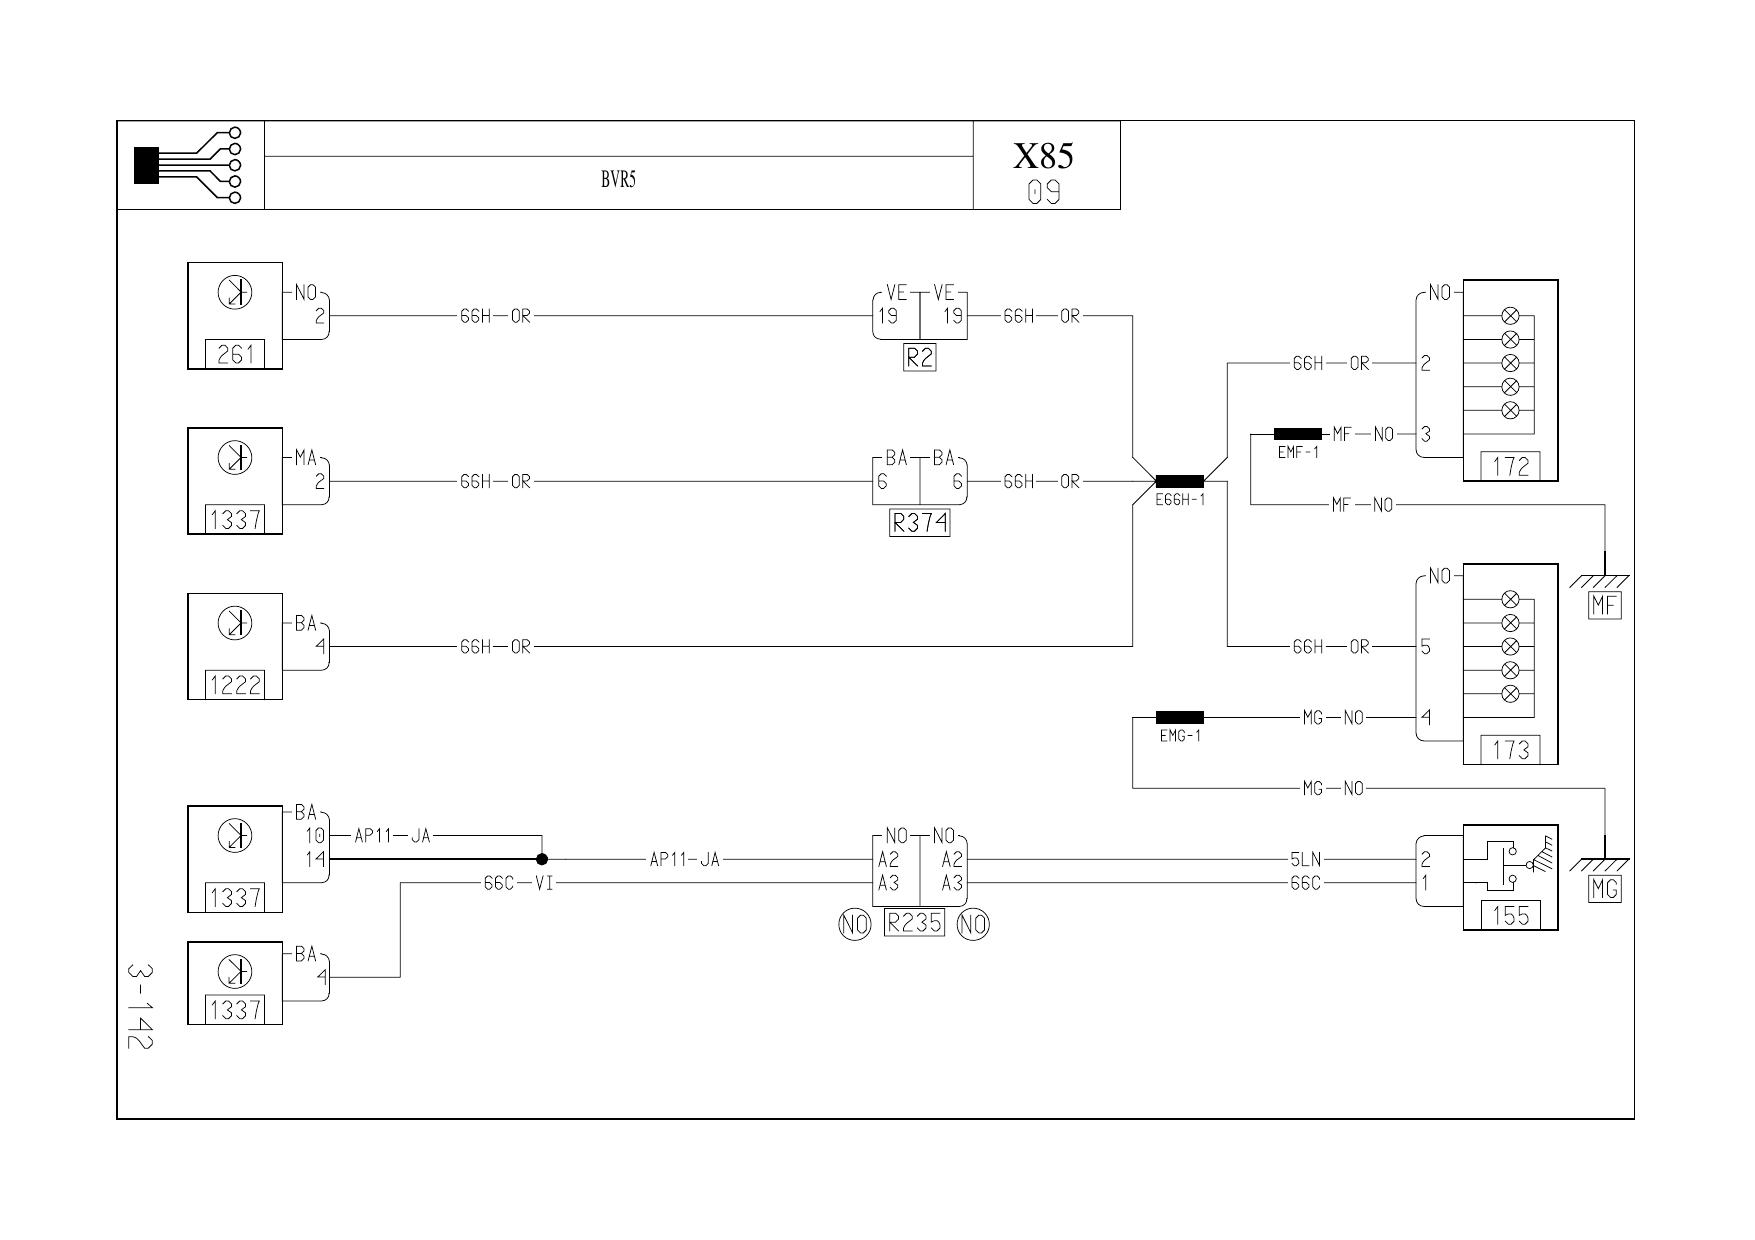 BVR5
X85
09
NO
2
261
66H OR
VE VE
19 19
R2
66H OR
66H OR
NO
2
3
172
EMF-1
MF NO
MF NO
MF
MA
2
1337
66H OR
BA BA
6 6
R374
66H OR
E66H-1
BA
4
1222
66H OR
66H OR
NO
5
4
173
EMG-1
MG NO
MG NO
MG
BA
10
14
1337
AP11 JA
AP11 JA
66C VI
NO NO
A2 A2
A3 A3
NO R235 NO
5LN
66C
2
1
155
BA
4
1337
3-142